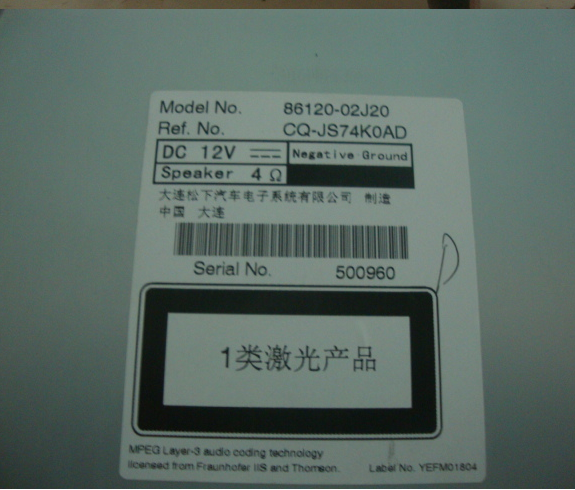 Model No. 86120-02J20
Ref. No. CQ-JS74K0AD
DC 12V Negative Ground
Speaker 4 Ω
大连松下汽车电子系统有限公司 制造
中国 大连
Serial No. 500960
1类激光产品
MPEG Layer-3 audio coding technology
licensed from Fraunhofer IIS and Thomson. Label No. YEFM01804